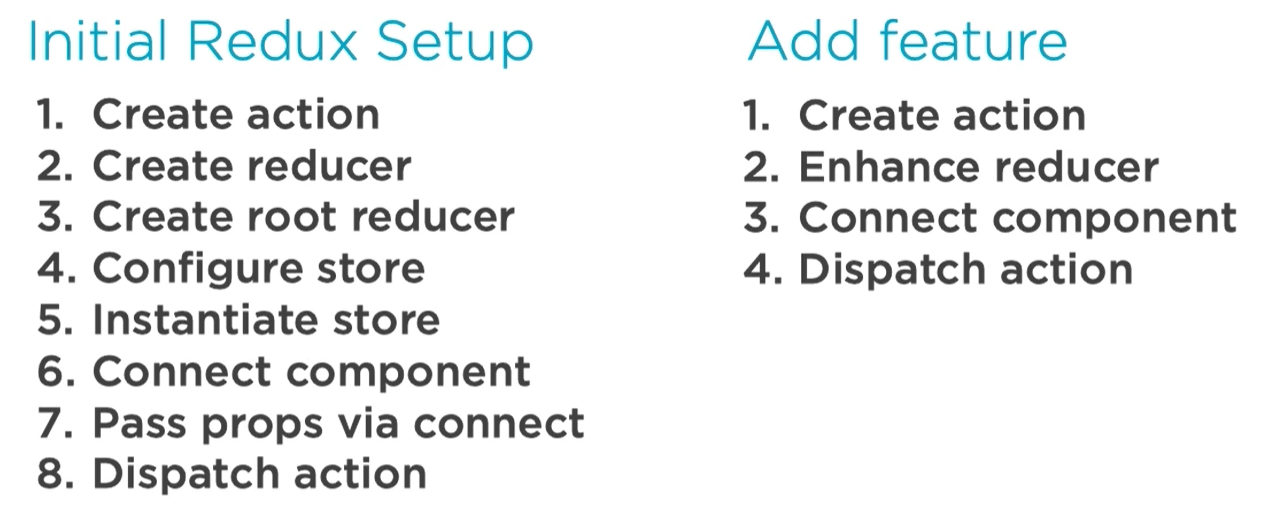 Initial Redux Setup
1. Create action
2. Create reducer
3. Create root reducer
4. Configure store
5. Instantiate store
6. Connect component
7. Pass props via connect
8. Dispatch action
Add feature
1. Create action
2. Enhance reducer
3. Connect component
4. Dispatch action